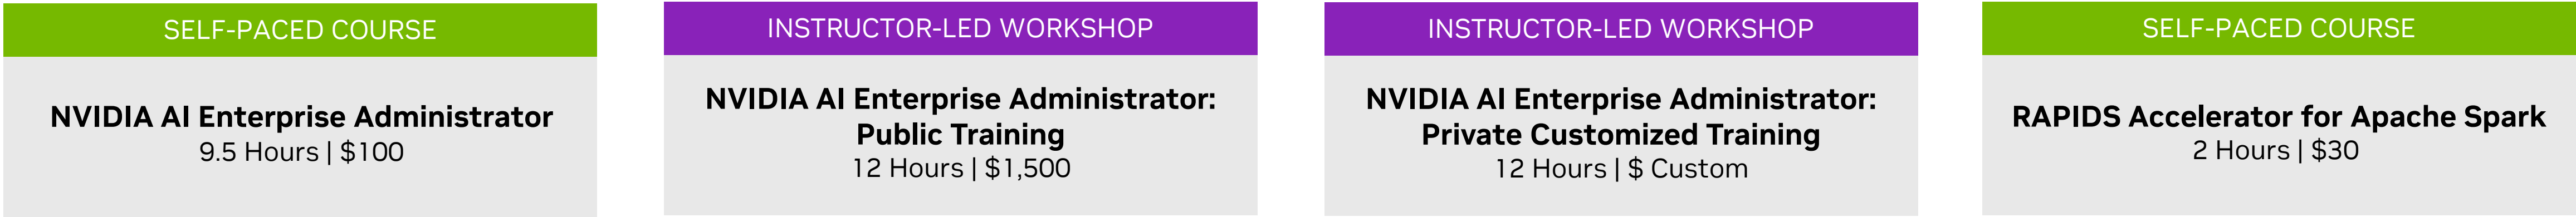 SELF-PACED COURSE
NVIDIA AI Enterprise Administrator
9.5 Hours | $100
INSTRUCTOR-LED WORKSHOP
NVIDIA AI Enterprise Administrator:
Public Training
12 Hours | $1,500
INSTRUCTOR-LED WORKSHOP
NVIDIA AI Enterprise Administrator:
Private Customized Training
12 Hours | $ Custom
SELF-PACED COURSE
RAPIDS Accelerator for Apache Spark
2 Hours | $30